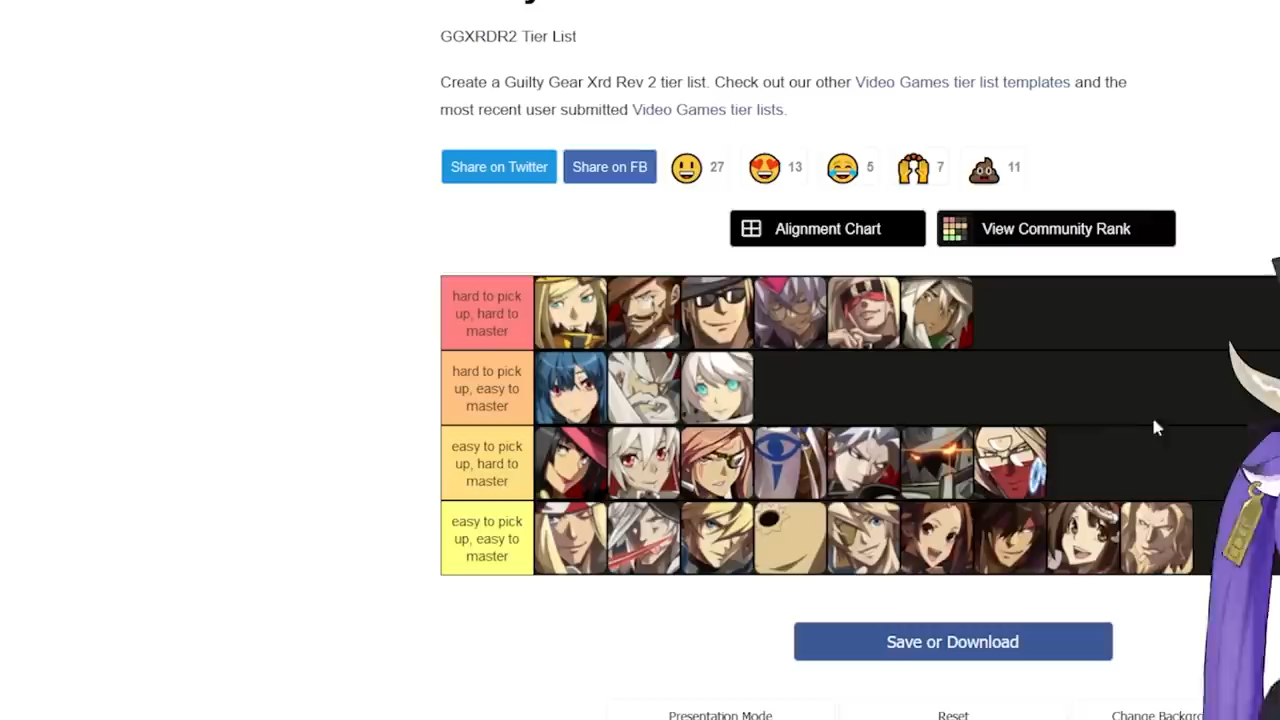 GGXRDR2 Tier List
Create a Guilty Gear Xrd Rev 2 tier list. Check out our other Video Games tier list templates and the
most recent user submitted Video Games tier lists.
Share on Twitter Share on FB 27 13 5 7 11
Alignment Chart View Community Rank
hard to pick
up, hard to
master
hard to pick
up, easy to
master
easy to pick
up, hard to
master
easy to pick
up, easy to
master
Save or Download
Presentation Mode Reset Change Backgro